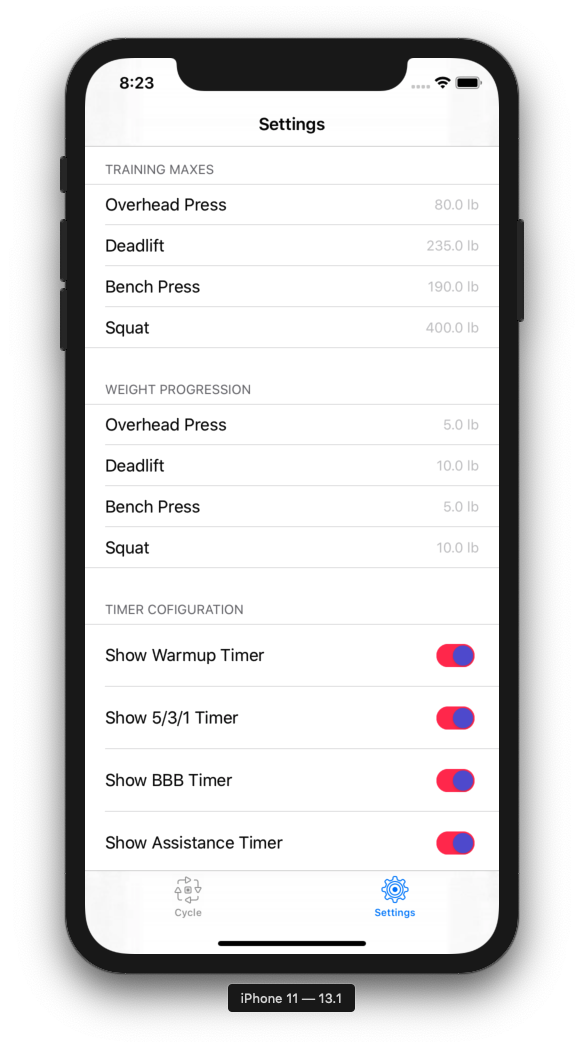 8:23
Settings
TRAINING MAXES
Overhead Press 80.0 lb
Deadlift 235.0 lb
Bench Press 190.0 lb
Squat 400.0 lb
WEIGHT PROGRESSION
Overhead Press 5.0 lb
Deadlift 10.0 lb
Bench Press 5.0 lb
Squat 10.0 lb
TIMER COFIGURATION
Show Warmup Timer
Show 5/3/1 Timer
Show BBB Timer
Show Assistance Timer
Cycle Settings
iPhone 11 — 13.1